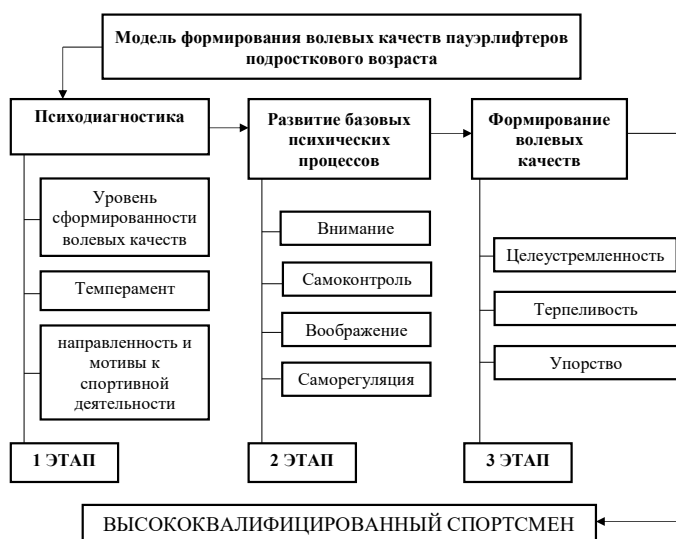 Модель формирования волевых качеств пауэрлифтеров
подросткового возраста
Психодиагностика
Уровень
сформированности
волевых качеств
Темперамент
направленность и
мотивы к
спортивной
деятельности
1 ЭТАП
Развитие базовых
психических
процессов
Внимание
Самоконтроль
Воображение
Саморегуляция
2 ЭТАП
Формирование
волевых
качеств
Целеустремленность
Терпеливость
Упорство
3 ЭТАП
ВЫСОКОКВАЛИФИЦИРОВАННЫЙ СПОРТСМЕН